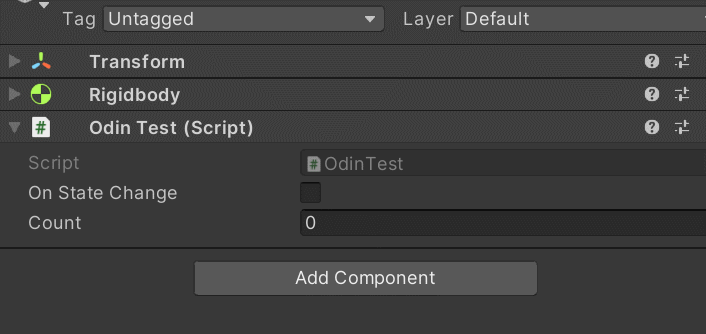 Tag Untagged Layer Default
Transform
Rigidbody
# Odin Test (Script)
Script # OdinTest
On State Change
Count 0
Add Component